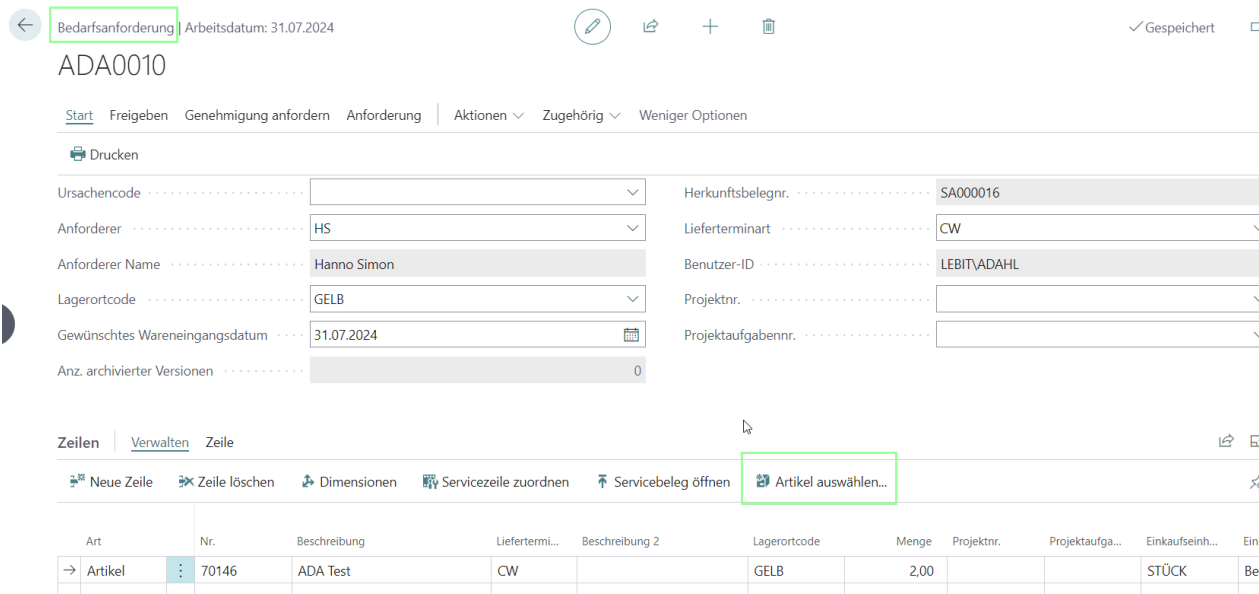 Bedarfsanforderung | Arbeitsdatum: 31.07.2024
Gespeichert
ADA0010
Start Freigeben Genehmigung anfordern Anforderung Aktionen Zugehörig Weniger Optionen
Drucken
Ursachencode
Herkunftsbelegnr. SA000016
Anforderer HS
Lieferterminart CW
Anforderer Name Hanno Simon
Benutzer-ID LEBIT\ADAHL
Lagerortcode GELB
Projektnr.
Gewünschtes Wareneingangsdatum 31.07.2024
Projektaufgabennr.
Anz. archivierter Versionen 0
Zeilen Verwalten Zeile
Neue Zeile Zeile löschen Dimensionen Servicezeile zuordnen Servicebeleg öffnen Artikel auswählen...
Art Nr. Beschreibung Liefertermi... Beschreibung 2 Lagerortcode Menge Projektnr. Projektaufga... Einkaufseinh... Ein
Artikel 70146 ADA Test CW GELB 2,00 STÜCK Be